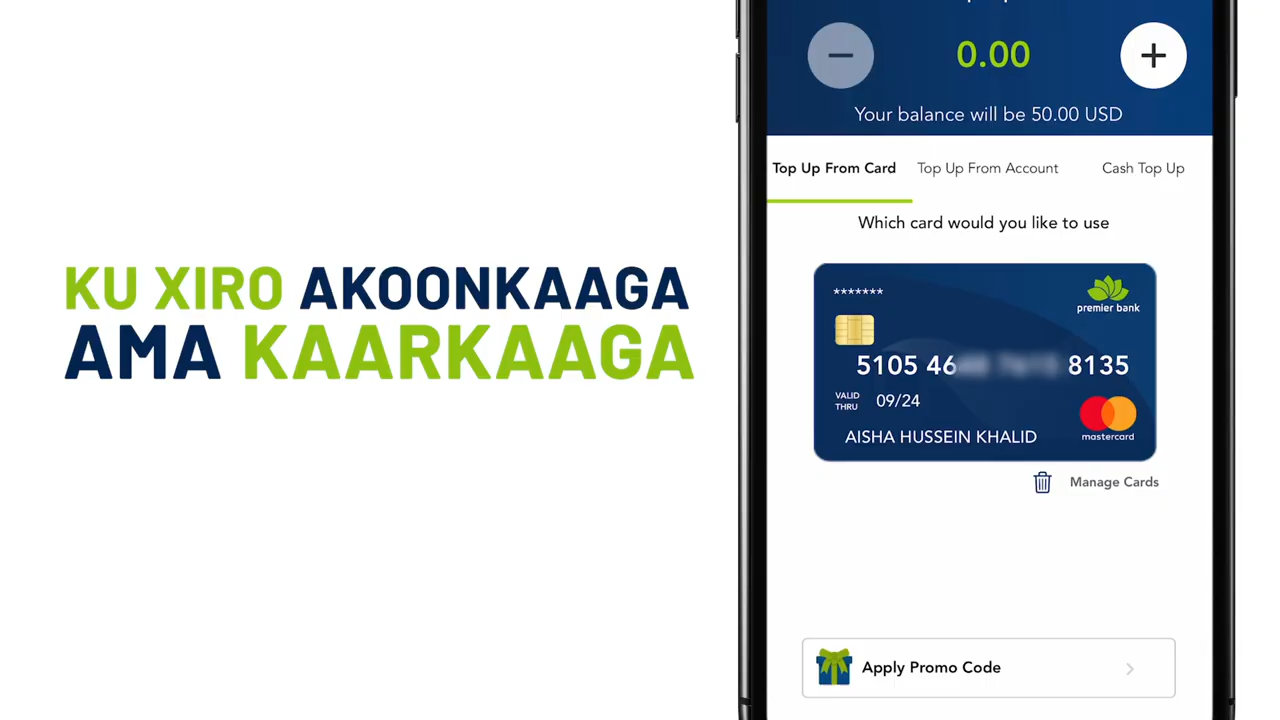 KU XIRO AKOONKAAGA
AMA KAARKAAGA
0.00
Your balance will be 50.00 USD
Top Up From Card
Top Up From Account
Cash Top Up
Which card would you like to use
*******
premier bank
5105 46 8135
VALID
THRU
09/24
AISHA HUSSEIN KHALID
mastercard
Manage Cards
Apply Promo Code